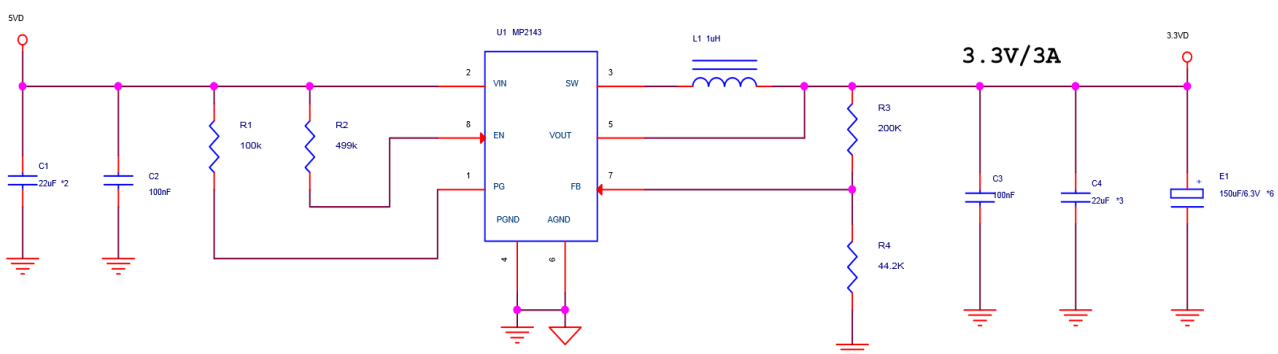 5VD
U1 MP2143
L1 1uH
3.3V/3A
3.3VD
2
VIN
SW
3
R1
100k
R2
499k
8
EN
VOUT
5
R3
200K
C1
22uF *2
C2
100nF
1
PG
FB
7
C3
100nF
C4
22uF *3
E1
+
150uF/6.3V *6
PGND
AGND
4
6
R4
44.2K